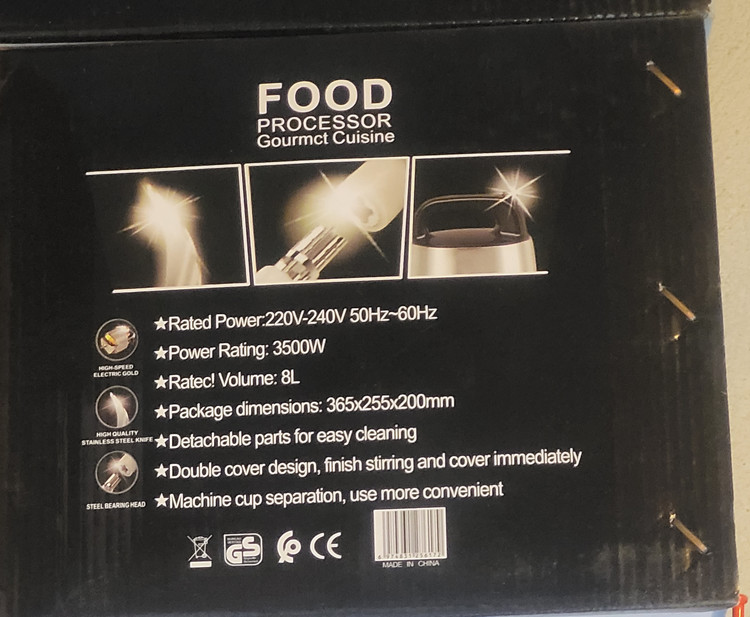 FOOD
PROCESSOR
Gourmct Cuisine
★Rated Power:220V-240V 50Hz~60Hz
★Power Rating: 3500W
★Ratec! Volume: 8L
★Package dimensions: 365x255x200mm
★Detachable parts for easy cleaning
★Double cover design, finish stirring and cover immediately
★Machine cup separation, use more convenient
HIGH-SPEED
ELECTRIC GOLD
HIGH QUALITY
STAINLESS STEEL KNIFE
STEEL BEARING HEAD
GS
CE
MADE IN CHINA